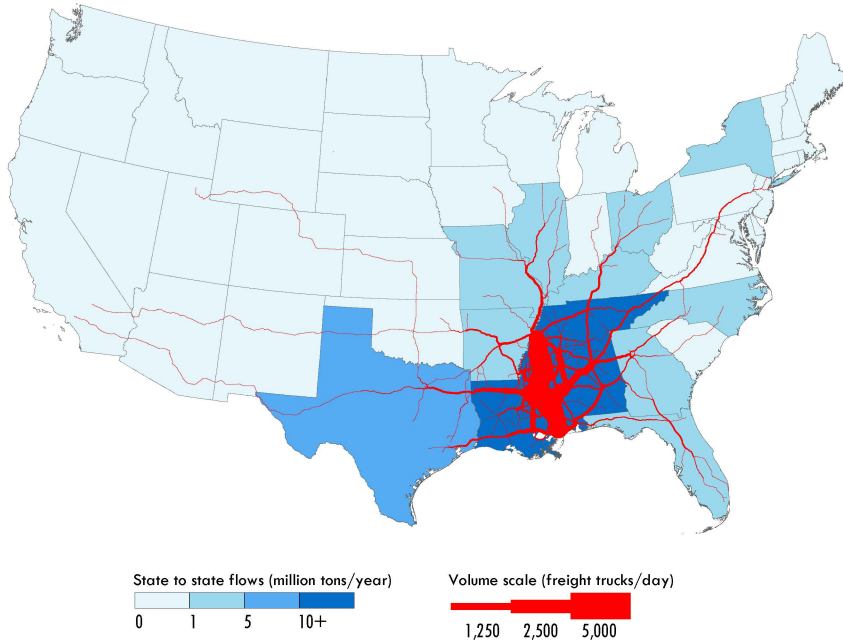 State to state flows (million tons/year)
0 1 5 10+
Volume scale (freight trucks/day)
1,250 2,500 5,000